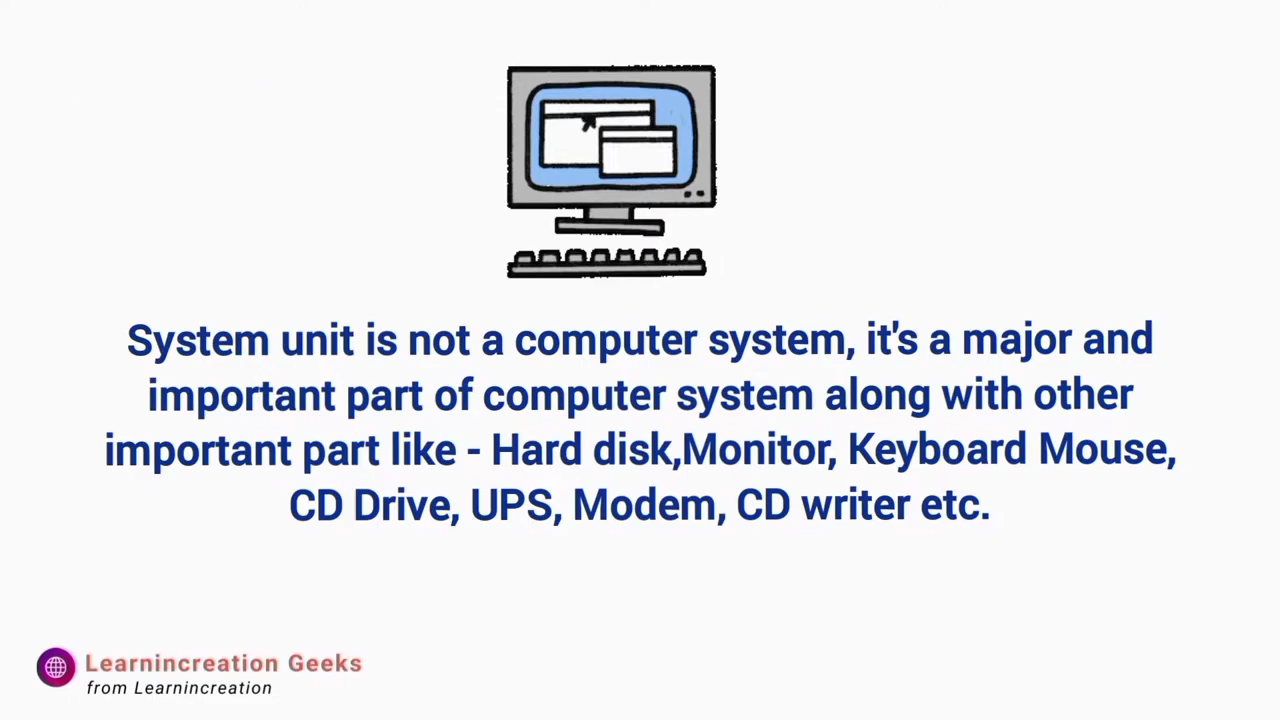 System unit is not a computer system, it's a major and
important part of computer system along with other
important part like - Hard disk,Monitor, Keyboard Mouse,
CD Drive, UPS, Modem, CD writer etc.
Learnincreation Geeks
from Learnincreation